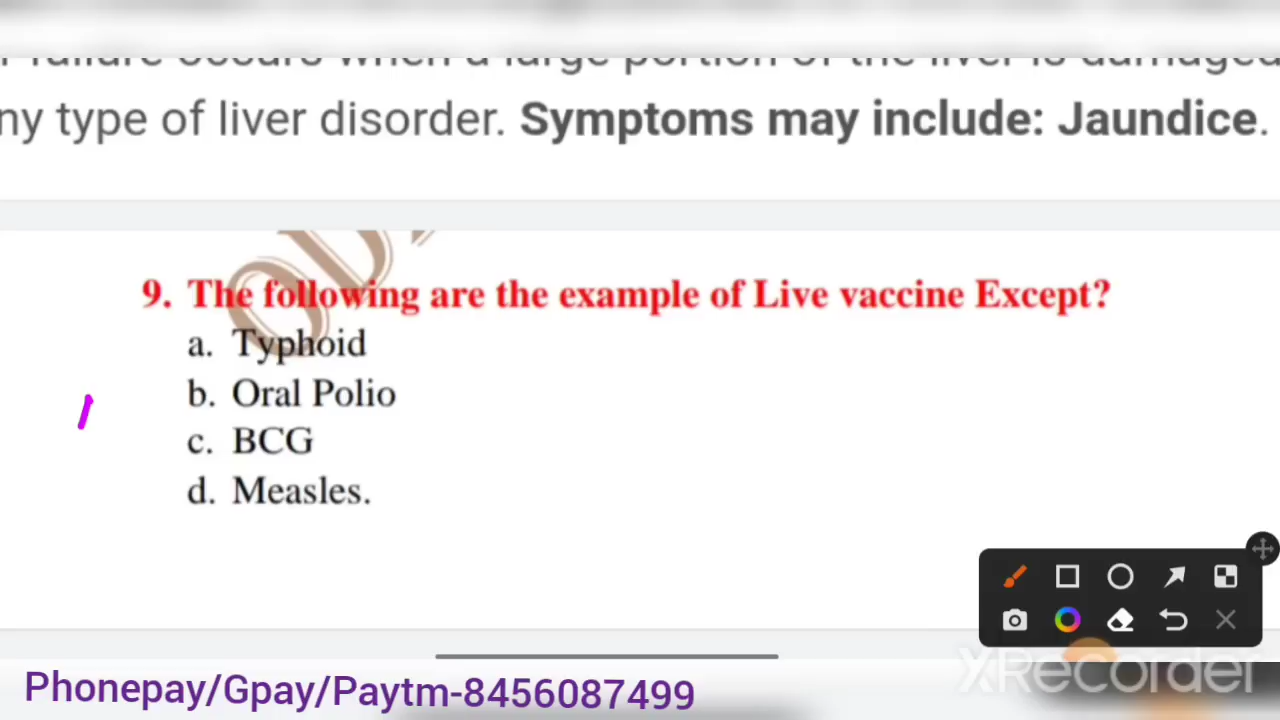 failure occurs when a large portion of the liver is damaged
ny type of liver disorder. Symptoms may include: Jaundice.
9. The following are the example of Live vaccine Except?
a. Typhoid
b. Oral Polio
c. BCG
d. Measles.
XRecorder
Phonepay/Gpay/Paytm-8456087499